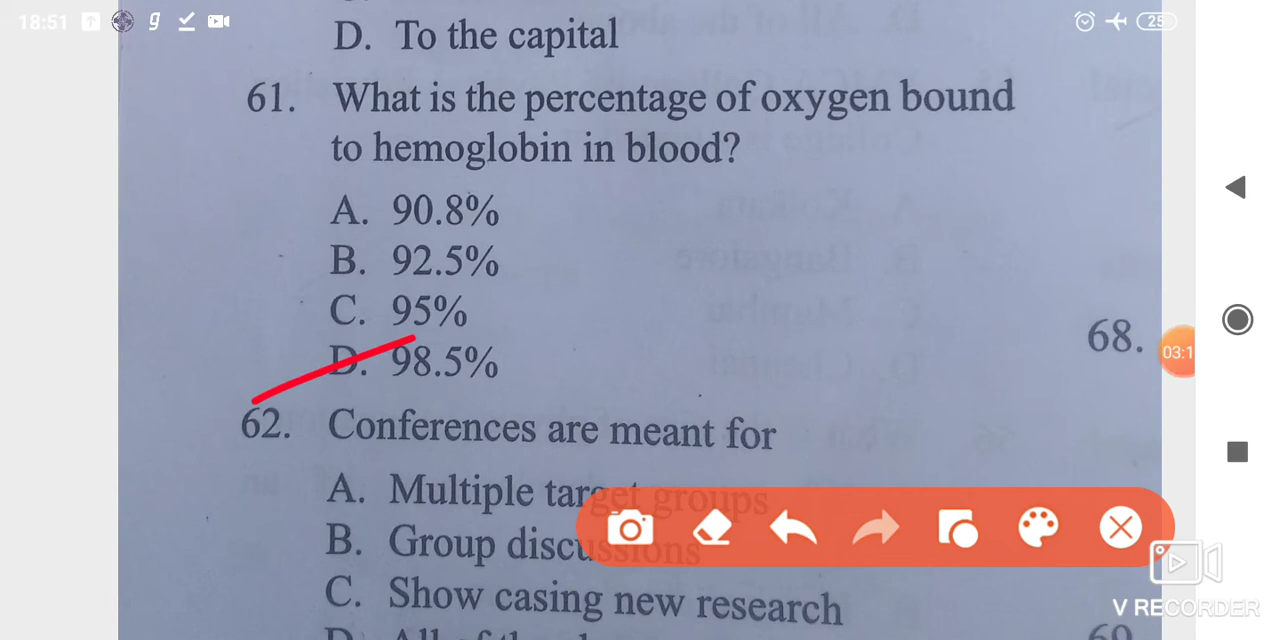 18:51
25
D. To the capital
61. What is the percentage of oxygen bound
to hemoglobin in blood?
A. 90.8%
B. 92.5%
C. 95%
D. 98.5%
68.
03:1
62. Conferences are meant for
A. Multiple target groups
B. Group discussions
C. Show casing new research
V RECORDER